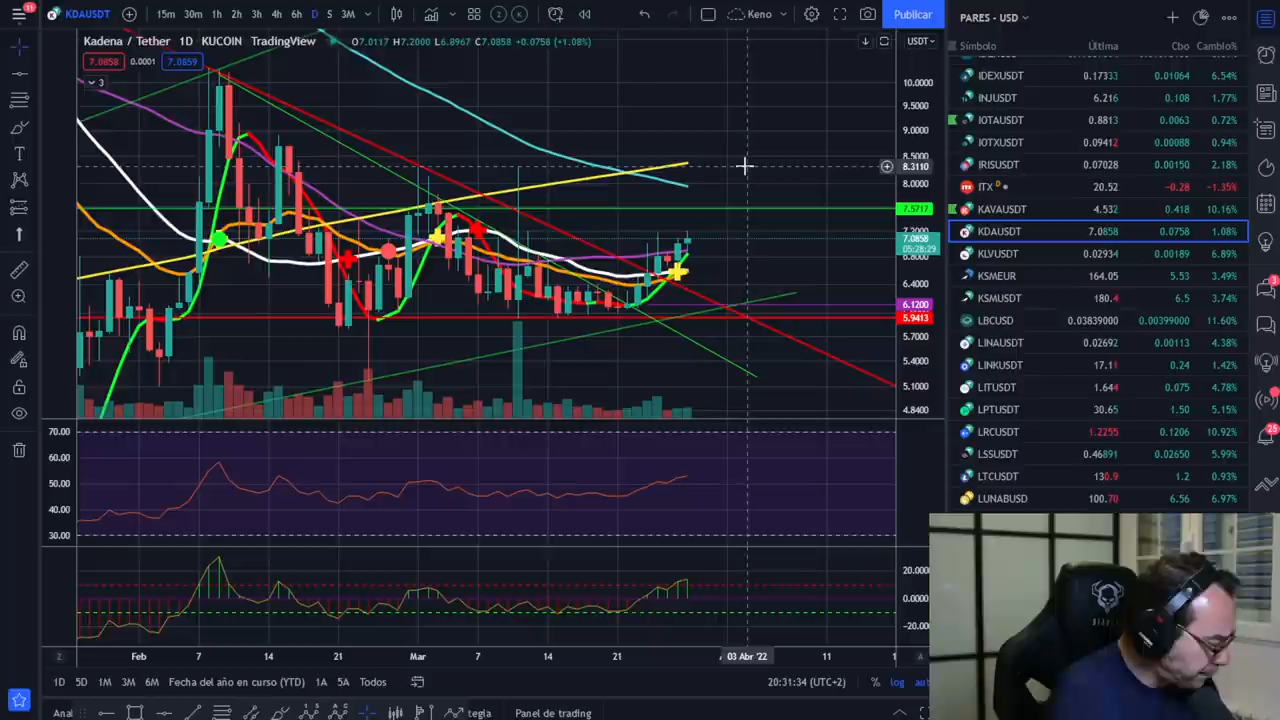 11
KDAUSDT
15m 30m 1h 2h 3h 4h 6h D S 3M
Keno
Publicar
PARES - USD
Kadena / Tether 1D KUCOIN TradingView
O7.0117 H7.2000 L6.8967 C7.0858 +0.0758 (+1.08%)
7.0858
0.0001
7.0859
3
USDT
Símbolo Última Cbo Cambio%
IDEXUSDT 0.17333 0.01064 6.54%
INJUSDT 6.216 0.108 1.77%
IOTAUSDT 0.8813 0.0063 0.72%
IOTXUSDT 0.09412 0.00088 0.94%
IRISUSDT 0.07028 0.00150 2.18%
ITX D 20.52 -0.28 -1.35%
KAVAUSDT 4.532 0.418 10.16%
KDAUSDT 7.0858 0.0758 1.08%
KLVUSDT 0.02934 0.00189 6.89%
KSMEUR 164.05 5.53 3.49%
KSMUSDT 180.4 6.5 3.74%
LBCUSD 0.03839000 0.00399000 11.60%
LINAUSDT 0.02692 0.00113 4.38%
LINKUSDT 17.11 0.24 1.42%
LITUSDT 1.644 0.075 4.78%
LPTUSDT 30.65 1.50 5.15%
LRCUSDT 1.2255 0.1206 10.92%
LSSUSDT 0.46891 0.02650 5.99%
LTCUSDT 130.9 1.2 0.93%
LUNABUSD 100.70 6.56 6.97%
10.0000
9.5000
9.0000
8.5000
8.3110
8.0000
7.5717
7.2000
7.0858
05:28:29
6.8000
6.4000
6.1200
5.9413
5.7000
5.4000
5.1000
4.8400
70.00
60.00
50.00
40.00
30.00
20.0000
0.0000
Feb 7 14 21 Mar 7 14 21 03 Abr '22 11
1D 5D 1M 3M 6M Fecha del año en curso (YTD) 1A 5A Todos
20:31:34 (UTC+2)
% log
Panel de trading
3
25